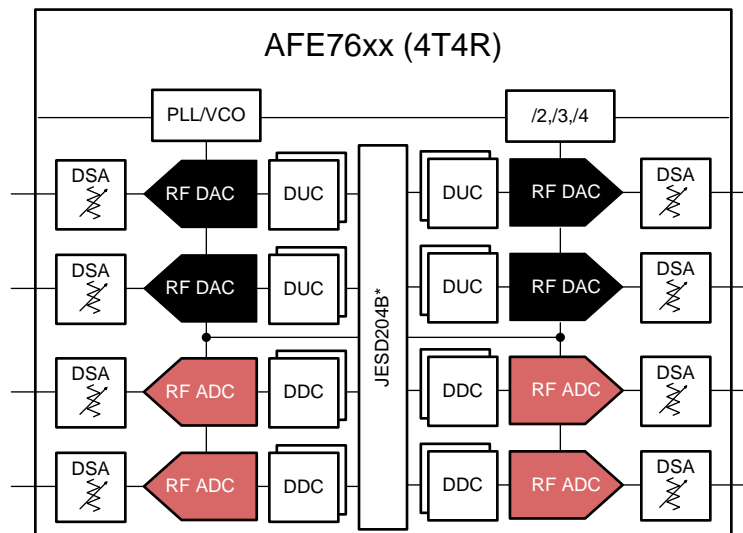 AFE76xx (4T4R)
PLL/VCO
/2,/3,/4
DSA
RF DAC
DUC
DUC
RF DAC
DSA
DSA
RF DAC
DUC
DUC
RF DAC
DSA
JESD204B*
DSA
RF ADC
DDC
DDC
RF ADC
DSA
DSA
RF ADC
DDC
DDC
RF ADC
DSA